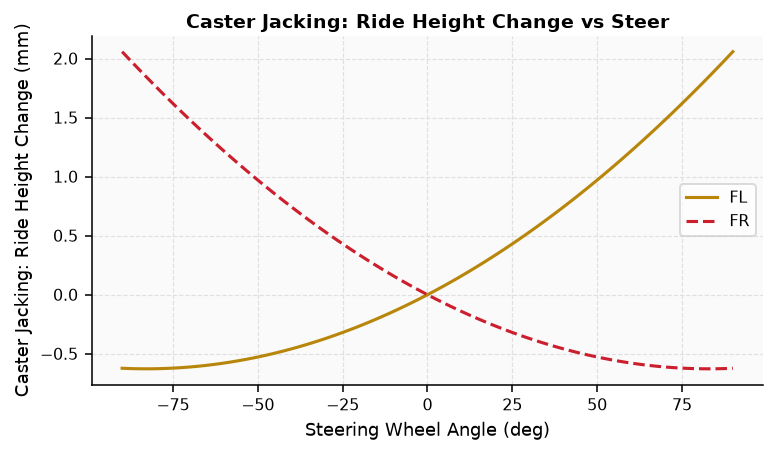 Caster Jacking: Ride Height Change vs Steer
Caster Jacking: Ride Height Change (mm)
2.0
1.5
1.0
0.5
0.0
−0.5
FL
FR
−75
−50
−25
0
25
50
75
Steering Wheel Angle (deg)